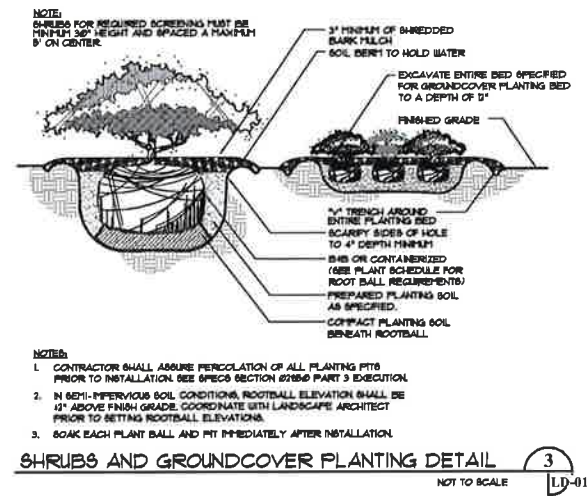 NOTE:
SHRUBS FOR REQUIRED SCREENING MUST BE
MINIMUM 30" HEIGHT AND SPACED A MAXIMUM
5' ON CENTER.
3" MINIMUM OF SHREDDED
BARK MULCH
SOIL BERM TO HOLD WATER
EXCAVATE ENTIRE BED SPECIFIED
FOR GROUNDCOVER PLANTING BED
TO A DEPTH OF 12"
FINISHED GRADE
"V" TRENCH AROUND
ENTIRE PLANTING BED
SCARIFY SIDES OF HOLE
TO 4" DEPTH MINIMUM
B&B OR CONTAINERIZED
(SEE PLANT SCHEDULE FOR
ROOT BALL REQUIREMENTS)
PREPARED PLANTING SOIL
AS SPECIFIED.
COMPACT PLANTING SOIL
BENEATH ROOTBALL
NOTES:
1. CONTRACTOR SHALL ASSURE PERCOLATION OF ALL PLANTING PITS
PRIOR TO INSTALLATION. SEE SPECS SECTION PART 3 EXECUTION.
2. IN SEMI-IMPERVIOUS SOIL CONDITIONS, ROOTBALL ELEVATION SHALL BE
12" ABOVE FINISH GRADE. COORDINATE WITH LANDSCAPE ARCHITECT
PRIOR TO SETTING ROOTBALL ELEVATIONS.
3. SOAK EACH PLANT BALL AND PIT IMMEDIATELY AFTER INSTALLATION.
SHRUBS AND GROUNDCOVER PLANTING DETAIL
3
NOT TO SCALE
LD-01